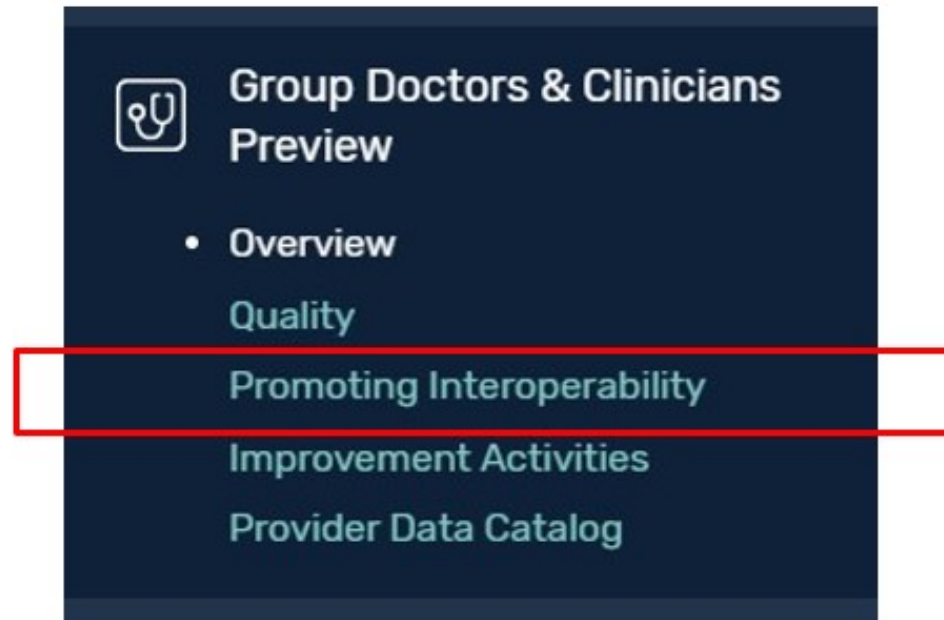 Group Doctors & Clinicians
Preview
• Overview
Quality
Promoting Interoperability
Improvement Activities
Provider Data Catalog